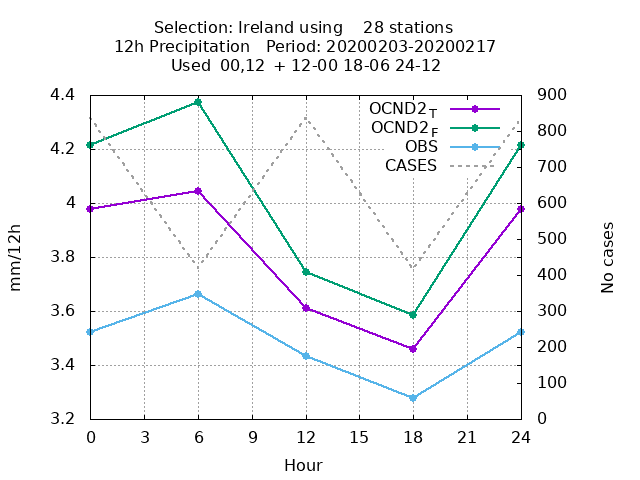 Selection: Ireland using    28 stations
12h Precipitation   Period: 20200203-20200217
Used  00,12  + 12-00 18-06 24-12
OCND2T
OCND2F
OBS
CASES
4.4
4.2
4
3.8
3.6
3.4
3.2
900
800
700
600
500
400
300
200
100
0
mm/12h
No cases
0 3 6 9 12 15 18 21 24
Hour